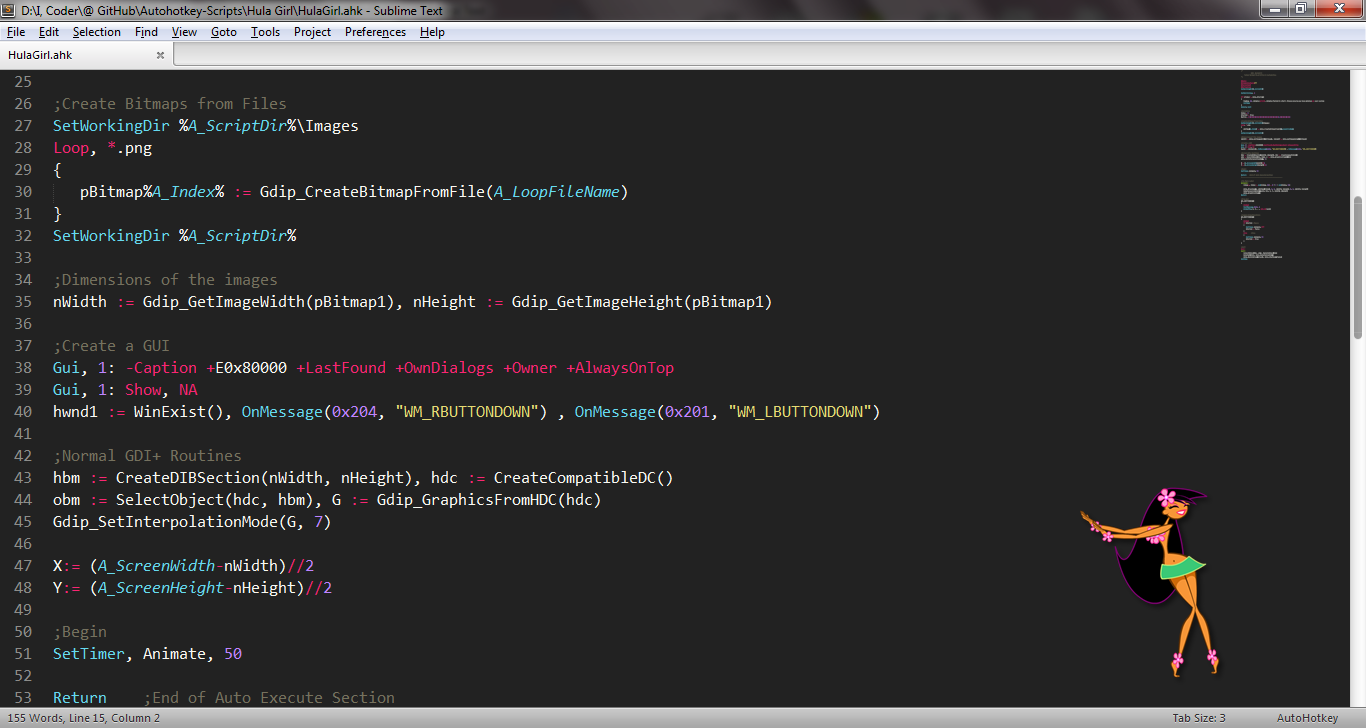 D:\I, Coder\@ GitHub\Autohotkey-Scripts\Hula Girl\HulaGirl.ahk - Sublime Text
File Edit Selection Find View Goto Tools Project Preferences Help
HulaGirl.ahk
25
26 ;Create Bitmaps from Files
27 SetWorkingDir %A_ScriptDir%\Images
28 Loop, *.png
29 {
30 pBitmap%A_Index% := Gdip_CreateBitmapFromFile(A_LoopFileName)
31 }
32 SetWorkingDir %A_ScriptDir%
33
34 ;Dimensions of the images
35 nWidth := Gdip_GetImageWidth(pBitmap1), nHeight := Gdip_GetImageHeight(pBitmap1)
36
37 ;Create a GUI
38 Gui, 1: -Caption +E0x80000 +LastFound +OwnDialogs +Owner +AlwaysOnTop
39 Gui, 1: Show, NA
40 hwnd1 := WinExist(), OnMessage(0x204, "WM_RBUTTONDOWN") , OnMessage(0x201, "WM_LBUTTONDOWN")
41
42 ;Normal GDI+ Routines
43 hbm := CreateDIBSection(nWidth, nHeight), hdc := CreateCompatibleDC()
44 obm := SelectObject(hdc, hbm), G := Gdip_GraphicsFromHDC(hdc)
45 Gdip_SetInterpolationMode(G, 7)
46
47 X:= (A_ScreenWidth-nWidth)//2
48 Y:= (A_ScreenHeight-nHeight)//2
49
50 ;Begin
51 SetTimer, Animate, 50
52
53 Return ;End of Auto Execute Section
155 Words, Line 15, Column 2 Tab Size: 3 AutoHotkey